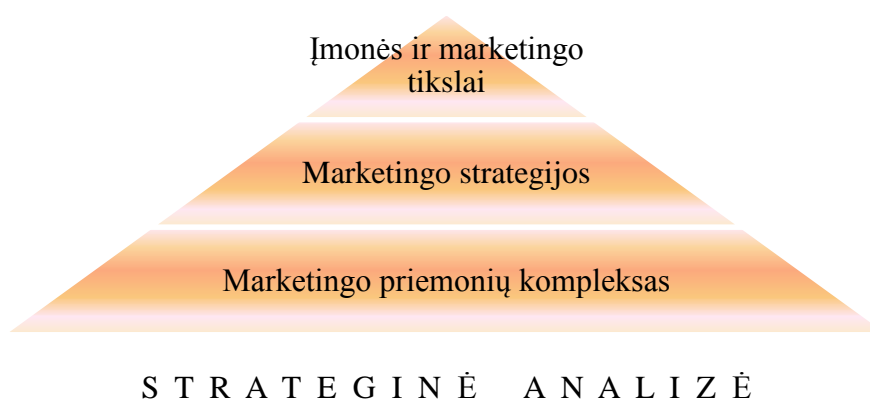 Įmonės ir marketingo
tikslai
Marketingo strategijos
Marketingo priemonių kompleksas
S T R A T E G I N Ė   A N A L I Z Ė